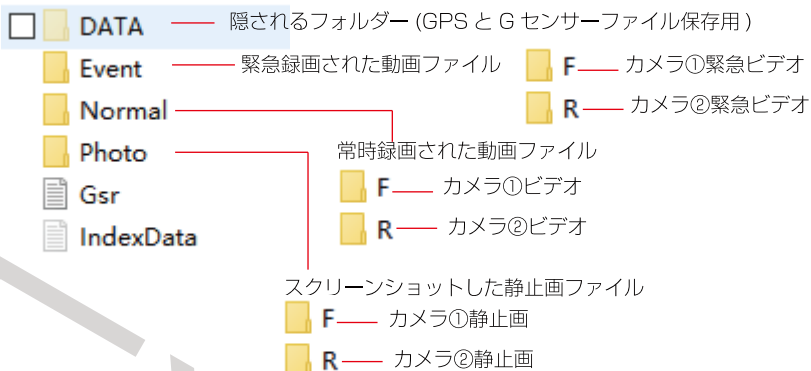 DATA 隠されるフォルダー (GPS と G センサーファイル保存用 )
Event 緊急録画された動画ファイル F カメラ①緊急ビデオ
R カメラ②緊急ビデオ
Normal
Photo 常時録画された動画ファイル
Gsr F カメラ①ビデオ
IndexData R カメラ②ビデオ
スクリーンショットした静止画ファイル
F カメラ①静止画
R カメラ②静止画